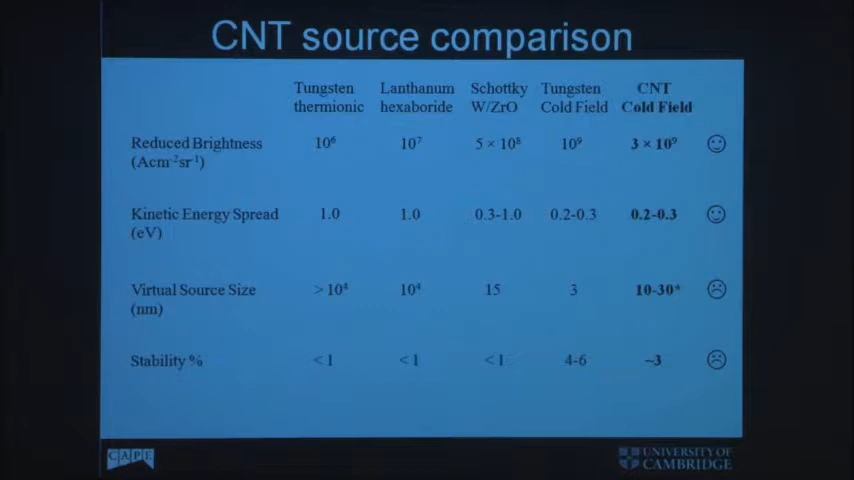 CNT source comparison
Tungsten thermionic Lanthanum hexaboride Schottky W/ZrO Tungsten Cold Field CNT Cold Field
Reduced Brightness (Acm⁻²sr⁻¹) 10⁶ 10⁷ 5 × 10⁸ 10⁹ 3 × 10⁹
Kinetic Energy Spread (eV) 1.0 1.0 0.3-1.0 0.2-0.3 0.2-0.3
Virtual Source Size (nm) > 10⁴ 10⁴ 15 3 10-30*
Stability % < 1 < 1 < 1 4-6 ~3
CAPE
UNIVERSITY OF
CAMBRIDGE